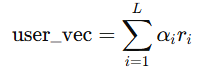 user_vec = \sum_{i=1}^{L} \alpha_i r_i